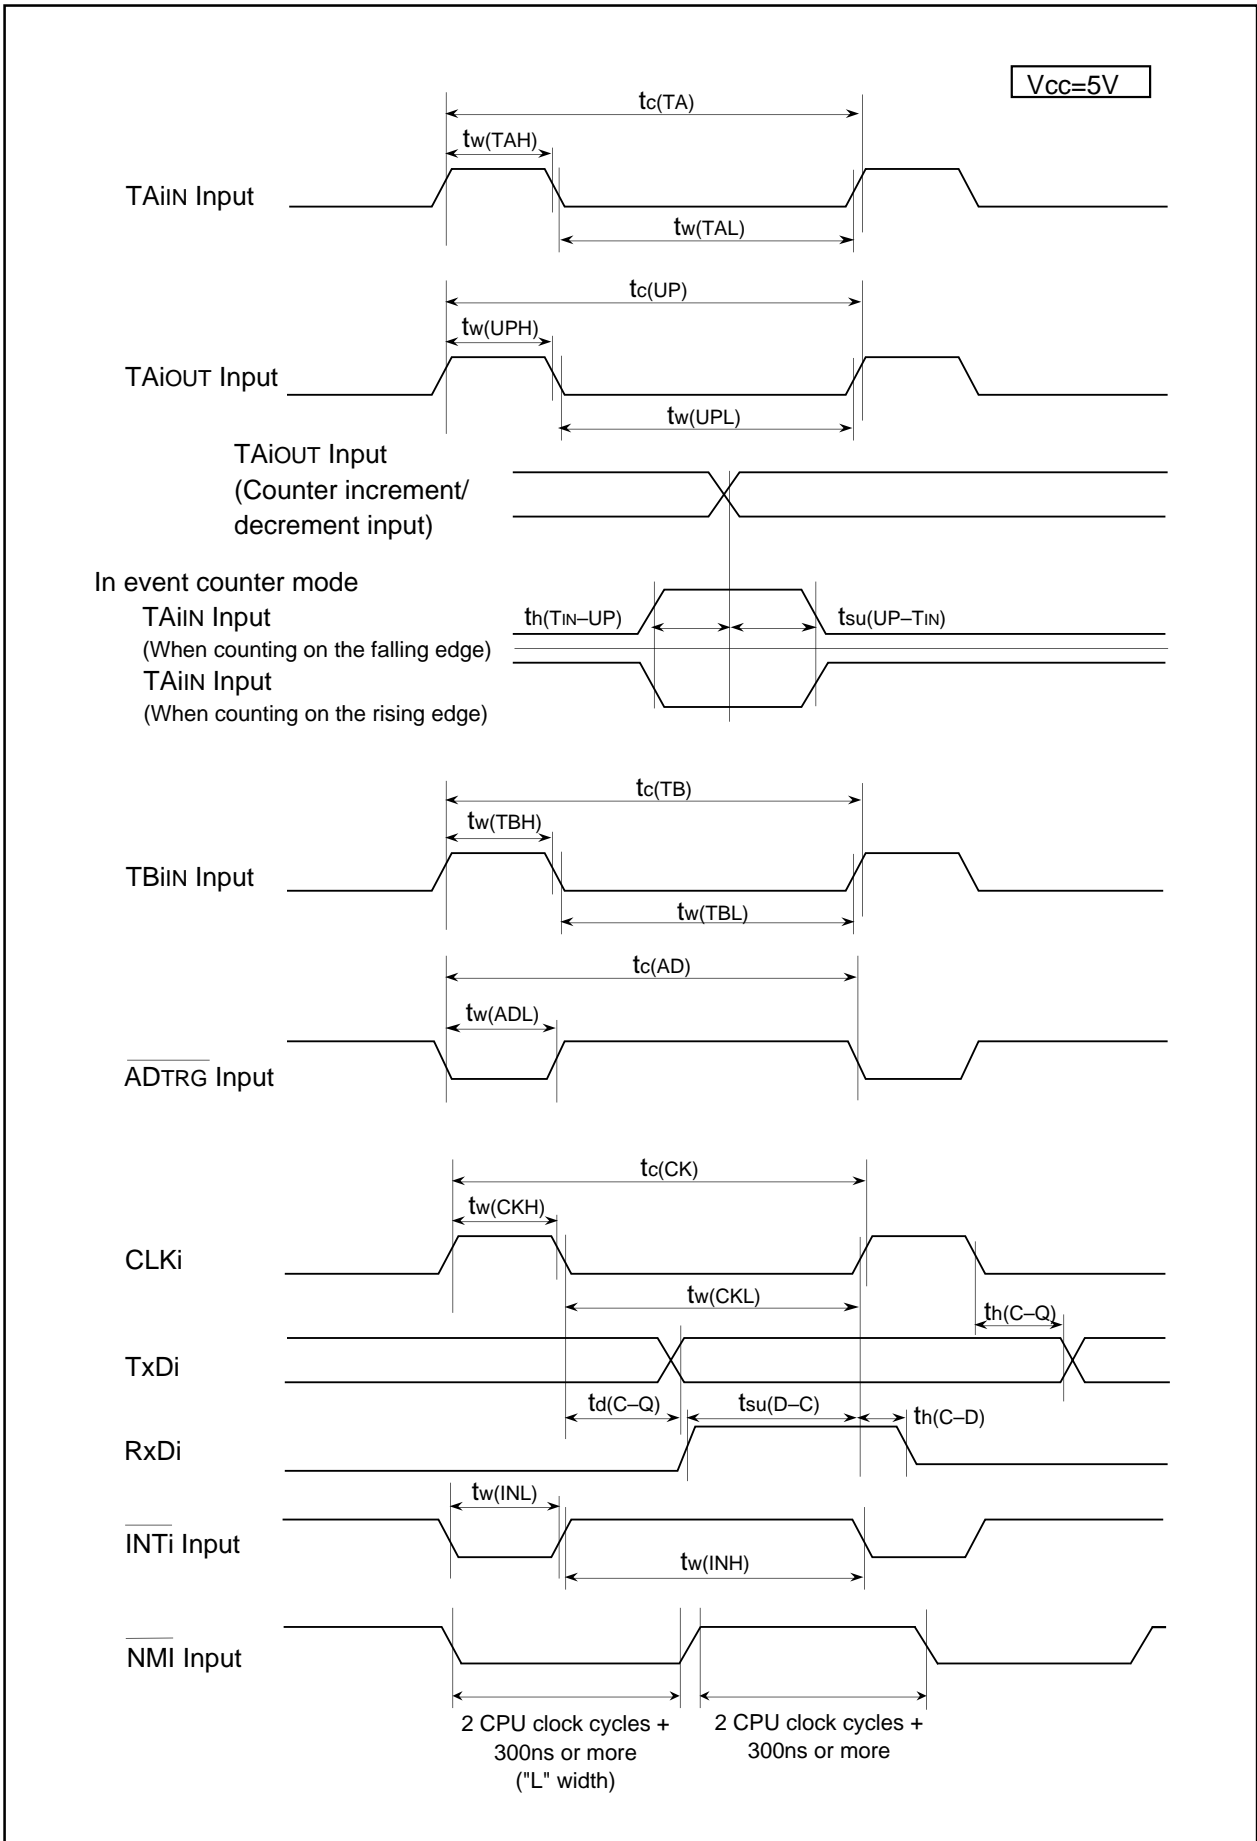 Vcc=5V
tc(TA)
tw(TAH)
TAiIN Input
tw(TAL)
tc(UP)
tw(UPH)
TAiOUT Input
tw(UPL)
TAiOUT Input
(Counter increment/
decrement input)
In event counter mode
TAiIN Input
(When counting on the falling edge)
th(TIN–UP)
tsu(UP–TIN)
TAiIN Input
(When counting on the rising edge)
tc(TB)
tw(TBH)
TBiIN Input
tw(TBL)
tc(AD)
tw(ADL)
ADTRG Input
tc(CK)
tw(CKH)
CLKi
tw(CKL)
th(C–Q)
TxDi
td(C–Q)
tsu(D–C)
th(C–D)
RxDi
tw(INL)
INTi Input
tw(INH)
NMI Input
2 CPU clock cycles +
300ns or more
("L" width)
2 CPU clock cycles +
300ns or more